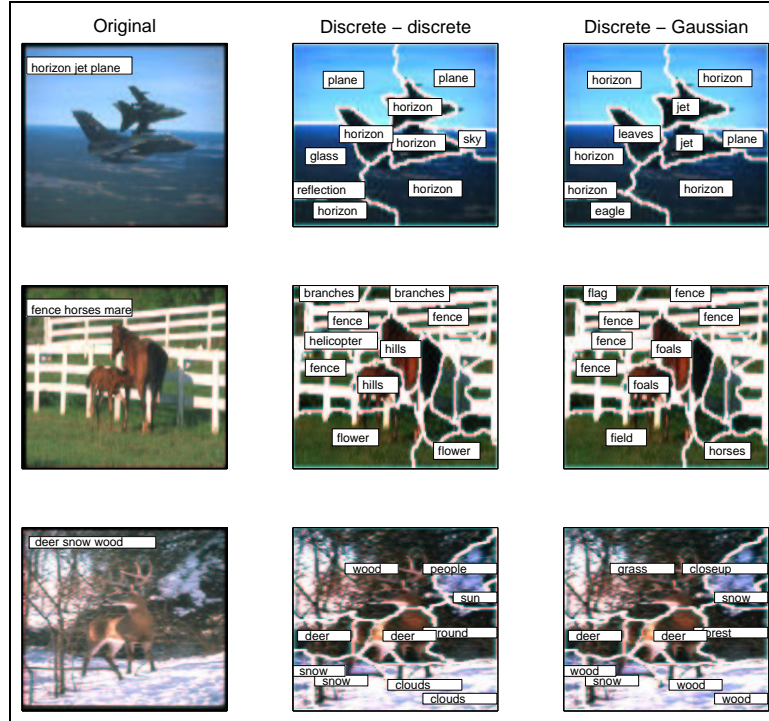 Original
Discrete – discrete
Discrete – Gaussian
horizon jet plane
plane
plane
horizon
horizon
horizon
sky
glass
reflection
horizon
horizon
horizon
horizon
jet
leaves
jet
plane
horizon
horizon
horizon
eagle
fence horses mare
branches
branches
fence
fence
helicopter
hills
fence
hills
flower
flower
flag
fence
fence
fence
fence
foals
fence
foals
field
horses
deer snow wood
wood
people
sun
deer
deer
ground
snow
snow
clouds
clouds
grass
closeup
snow
deer
deer
forest
wood
snow
wood
wood